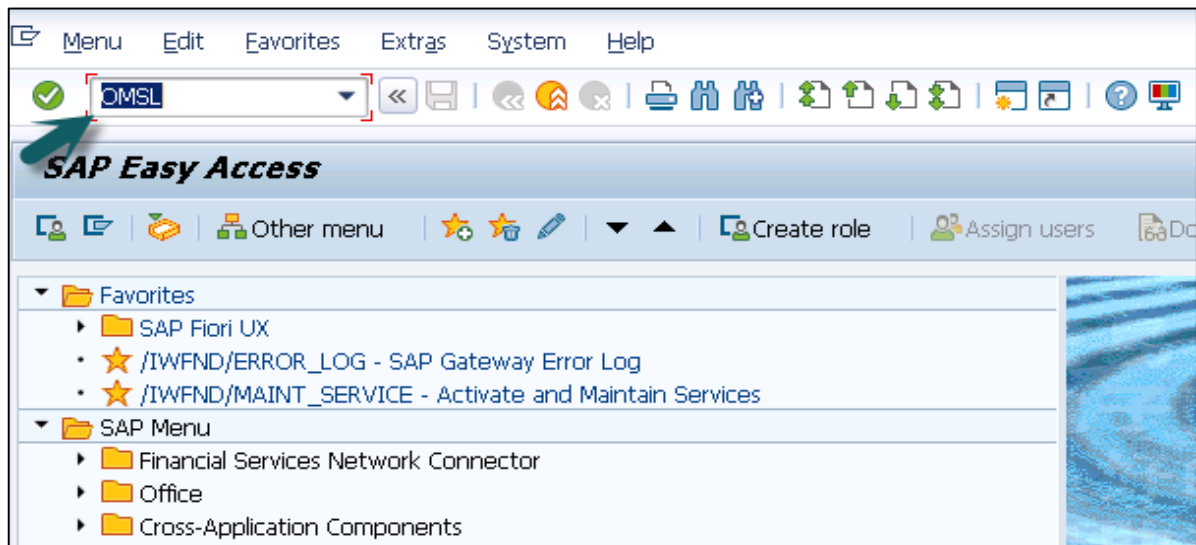 Menu Edit Favorites Extras System Help
OMSL
SAP Easy Access
Other menu Create role Assign users Do
Favorites
SAP Fiori UX
/IWFND/ERROR_LOG - SAP Gateway Error Log
/IWFND/MAINT_SERVICE - Activate and Maintain Services
SAP Menu
Financial Services Network Connector
Office
Cross-Application Components